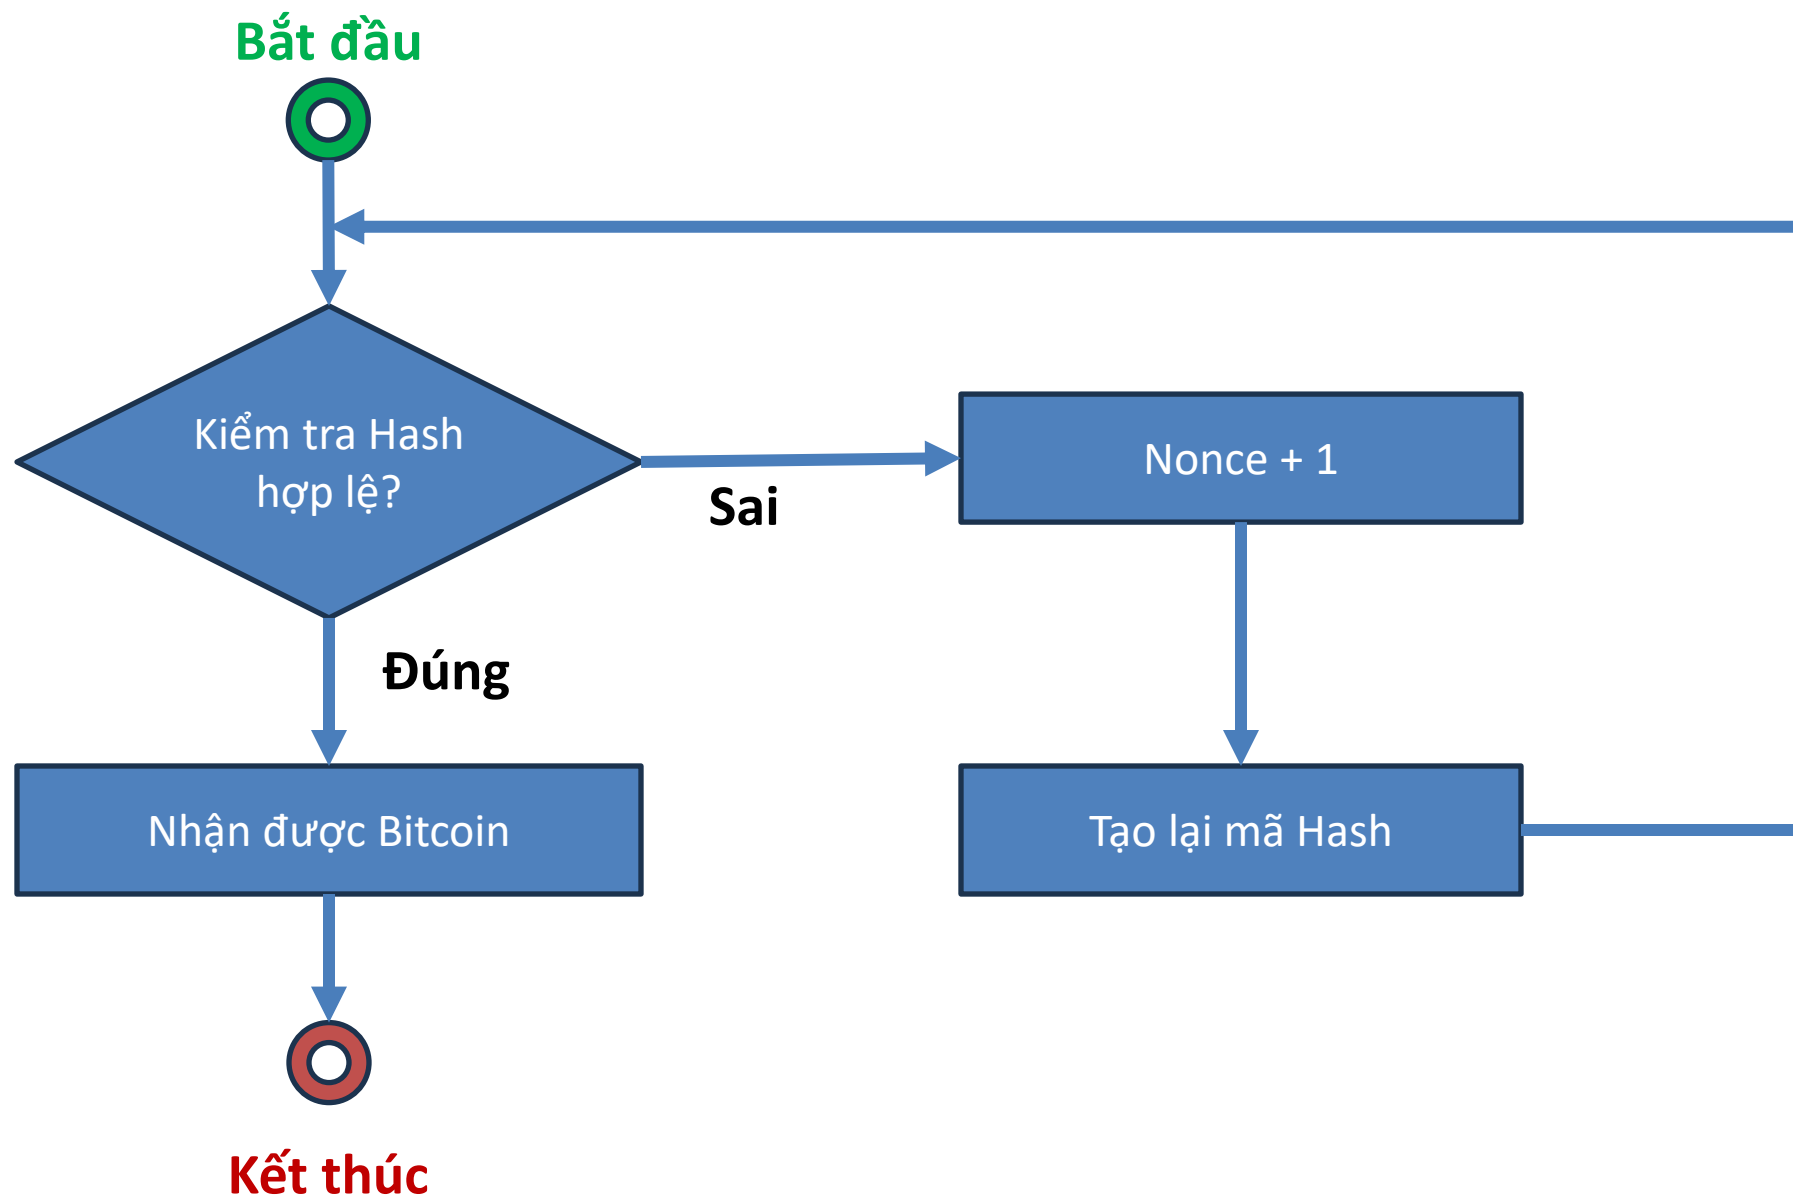 Bắt đầu
Kiểm tra Hash
hợp lệ?
Sai
Nonce + 1
Đúng
Nhận được Bitcoin
Tạo lại mã Hash
Kết thúc